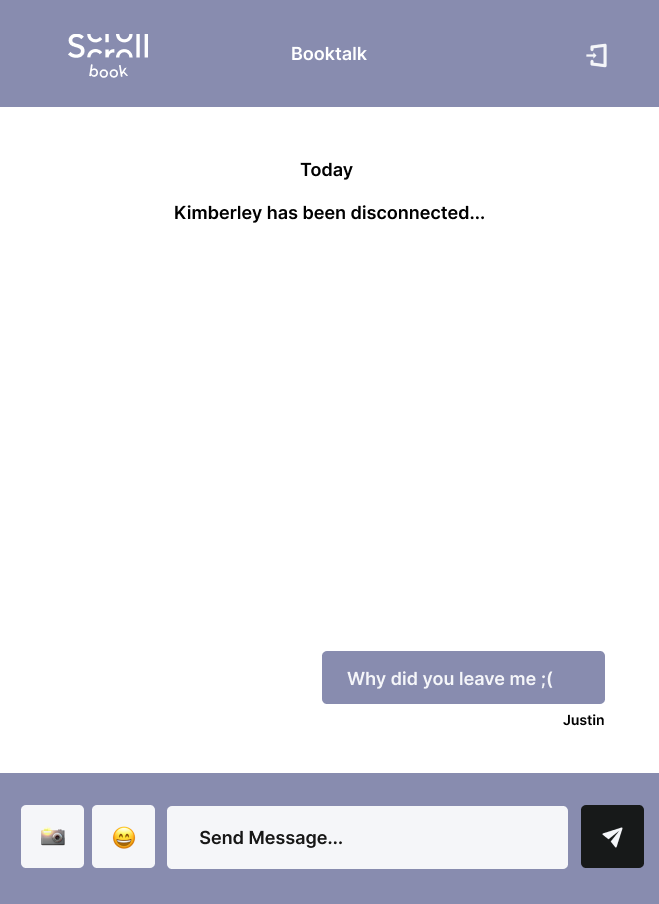 Scroll
book
Booktalk
Today
Kimberley has been disconnected...
Why did you leave me ;(
Justin
Send Message...